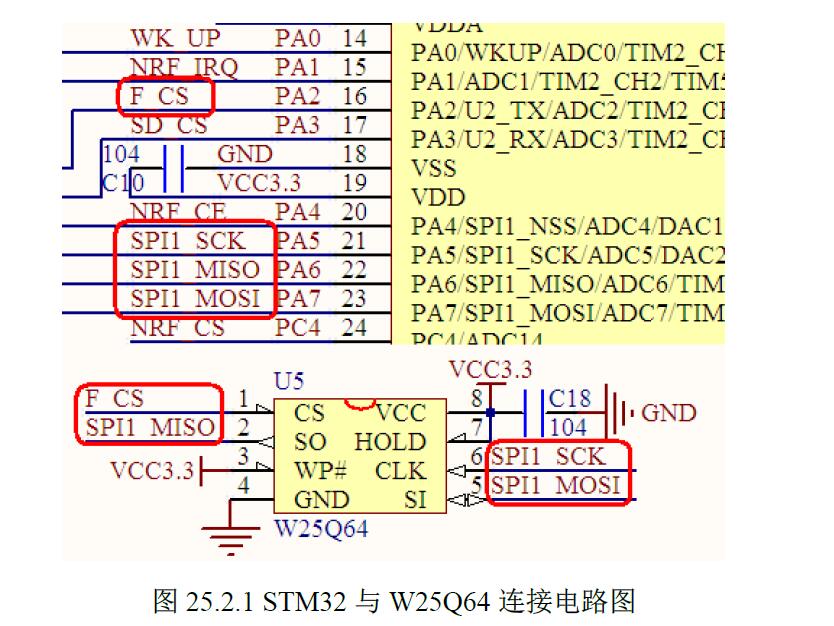 VDDA
WK_UP PA0 14 PA0/WKUP/ADC0/TIM2_CH
NRF_IRQ PA1 15 PA1/ADC1/TIM2_CH2/TIM5
F_CS PA2 16 PA2/U2_TX/ADC2/TIM2_CH
SD_CS PA3 17 PA3/U2_RX/ADC3/TIM2_CH
104 GND 18 VSS
C10 VCC3.3 19 VDD
NRF_CE PA4 20 PA4/SPI1_NSS/ADC4/DAC1
SPI1_SCK PA5 21 PA5/SPI1_SCK/ADC5/DAC2
SPI1_MISO PA6 22 PA6/SPI1_MISO/ADC6/TIM
SPI1_MOSI PA7 23 PA7/SPI1_MOSI/ADC7/TIM
NRF_CS PC4 24 PC4/ADC14
VCC3.3
U5
F_CS 1 CS VCC 8 C18 GND
SPI1_MISO 2 SO HOLD 7 104
VCC3.3 3 WP# CLK 6 SPI1_SCK
4 GND SI 5 SPI1_MOSI
W25Q64
图 25.2.1 STM32 与 W25Q64 连接电路图